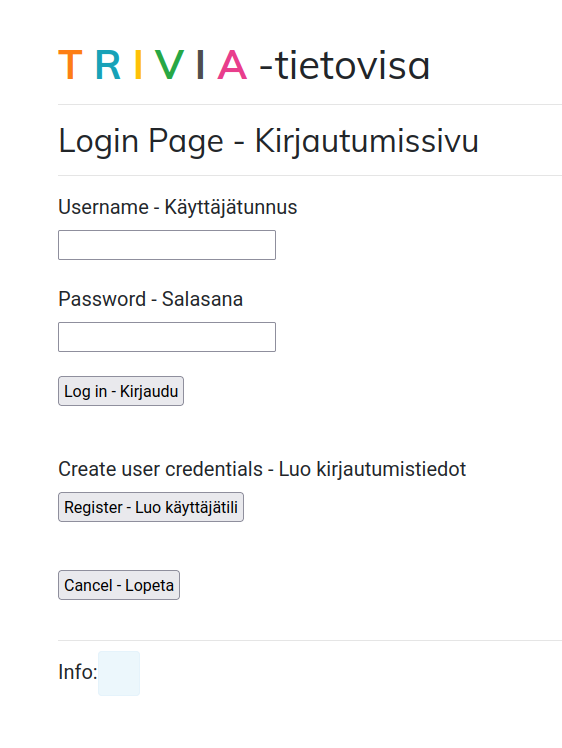 T R I V I A -tietovisa
Login Page - Kirjautumissivu
Username - Käyttäjätunnus
Password - Salasana
Log in - Kirjaudu
Create user credentials - Luo kirjautumistiedot
Register - Luo käyttäjätili
Cancel - Lopeta
Info: